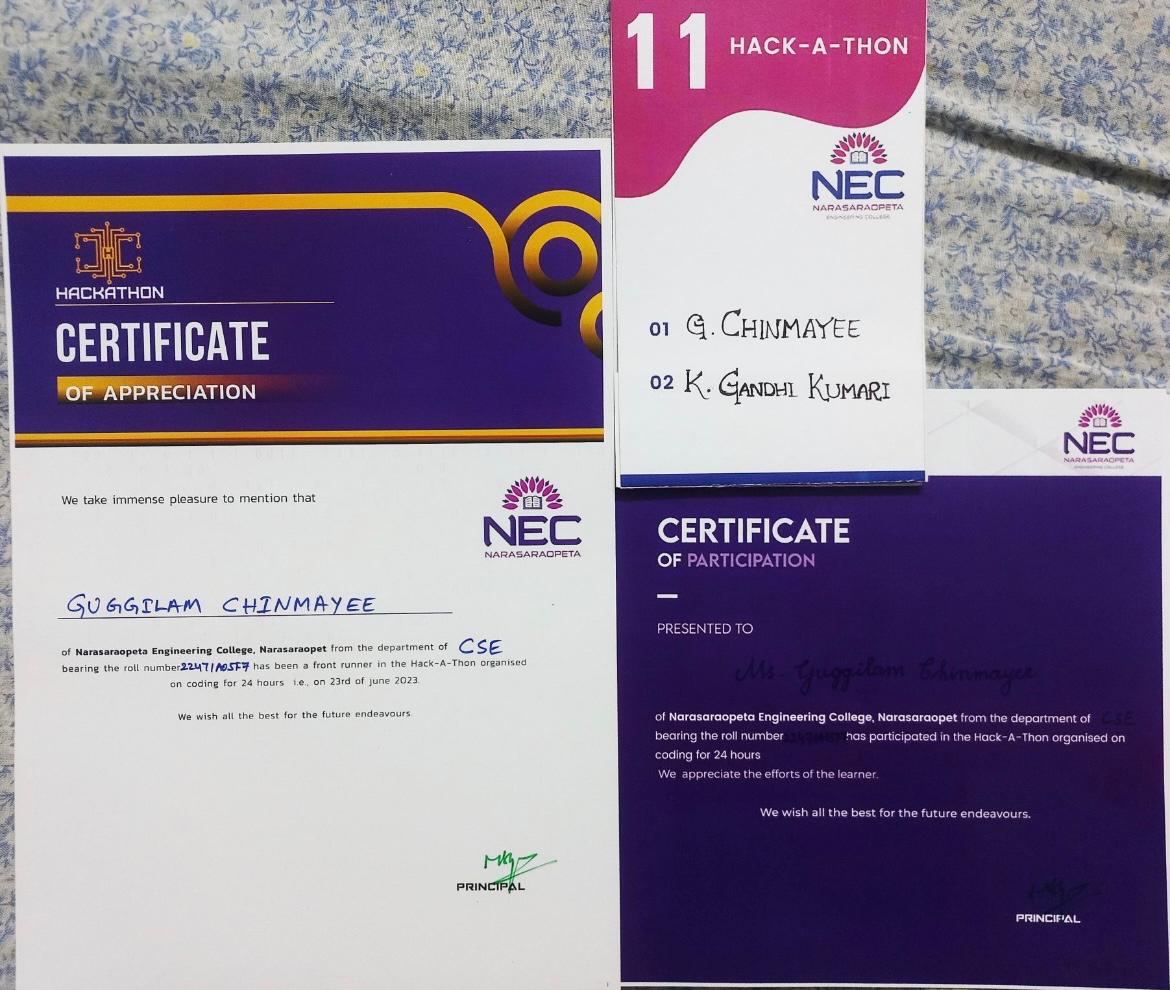 HACKATHON
CERTIFICATE
OF APPRECIATION
We take immense pleasure to mention that
NEC
NARASARAOPETA
GUGGILAM CHINMAYEE
of Narasaraopeta Engineering College, Narasaraopet from the department of CSE
bearing the roll number 22471A05F7 has been a front runner in the Hack-A-Thon organised
on coding for 24 hours i.e., on 23rd of june 2023.
We wish all the best for the future endeavours.
PRINCIPAL
11 HACK-A-THON
NEC
NARASARAOPETA
ENGINEERING COLLEGE
01 G. CHINMAYEE
02 K. GANDHI KUMARI
NEC
NARASARAOPETA
ENGINEERING COLLEGE
CERTIFICATE
OF PARTICIPATION
PRESENTED TO
Ms. Guggilam Chinmayee
of Narasaraopeta Engineering College, Narasaraopet from the department of CSE
bearing the roll number has participated in the Hack-A-Thon organised on
coding for 24 hours
We appreciate the efforts of the learner.
We wish all the best for the future endeavours.
PRINCIPAL